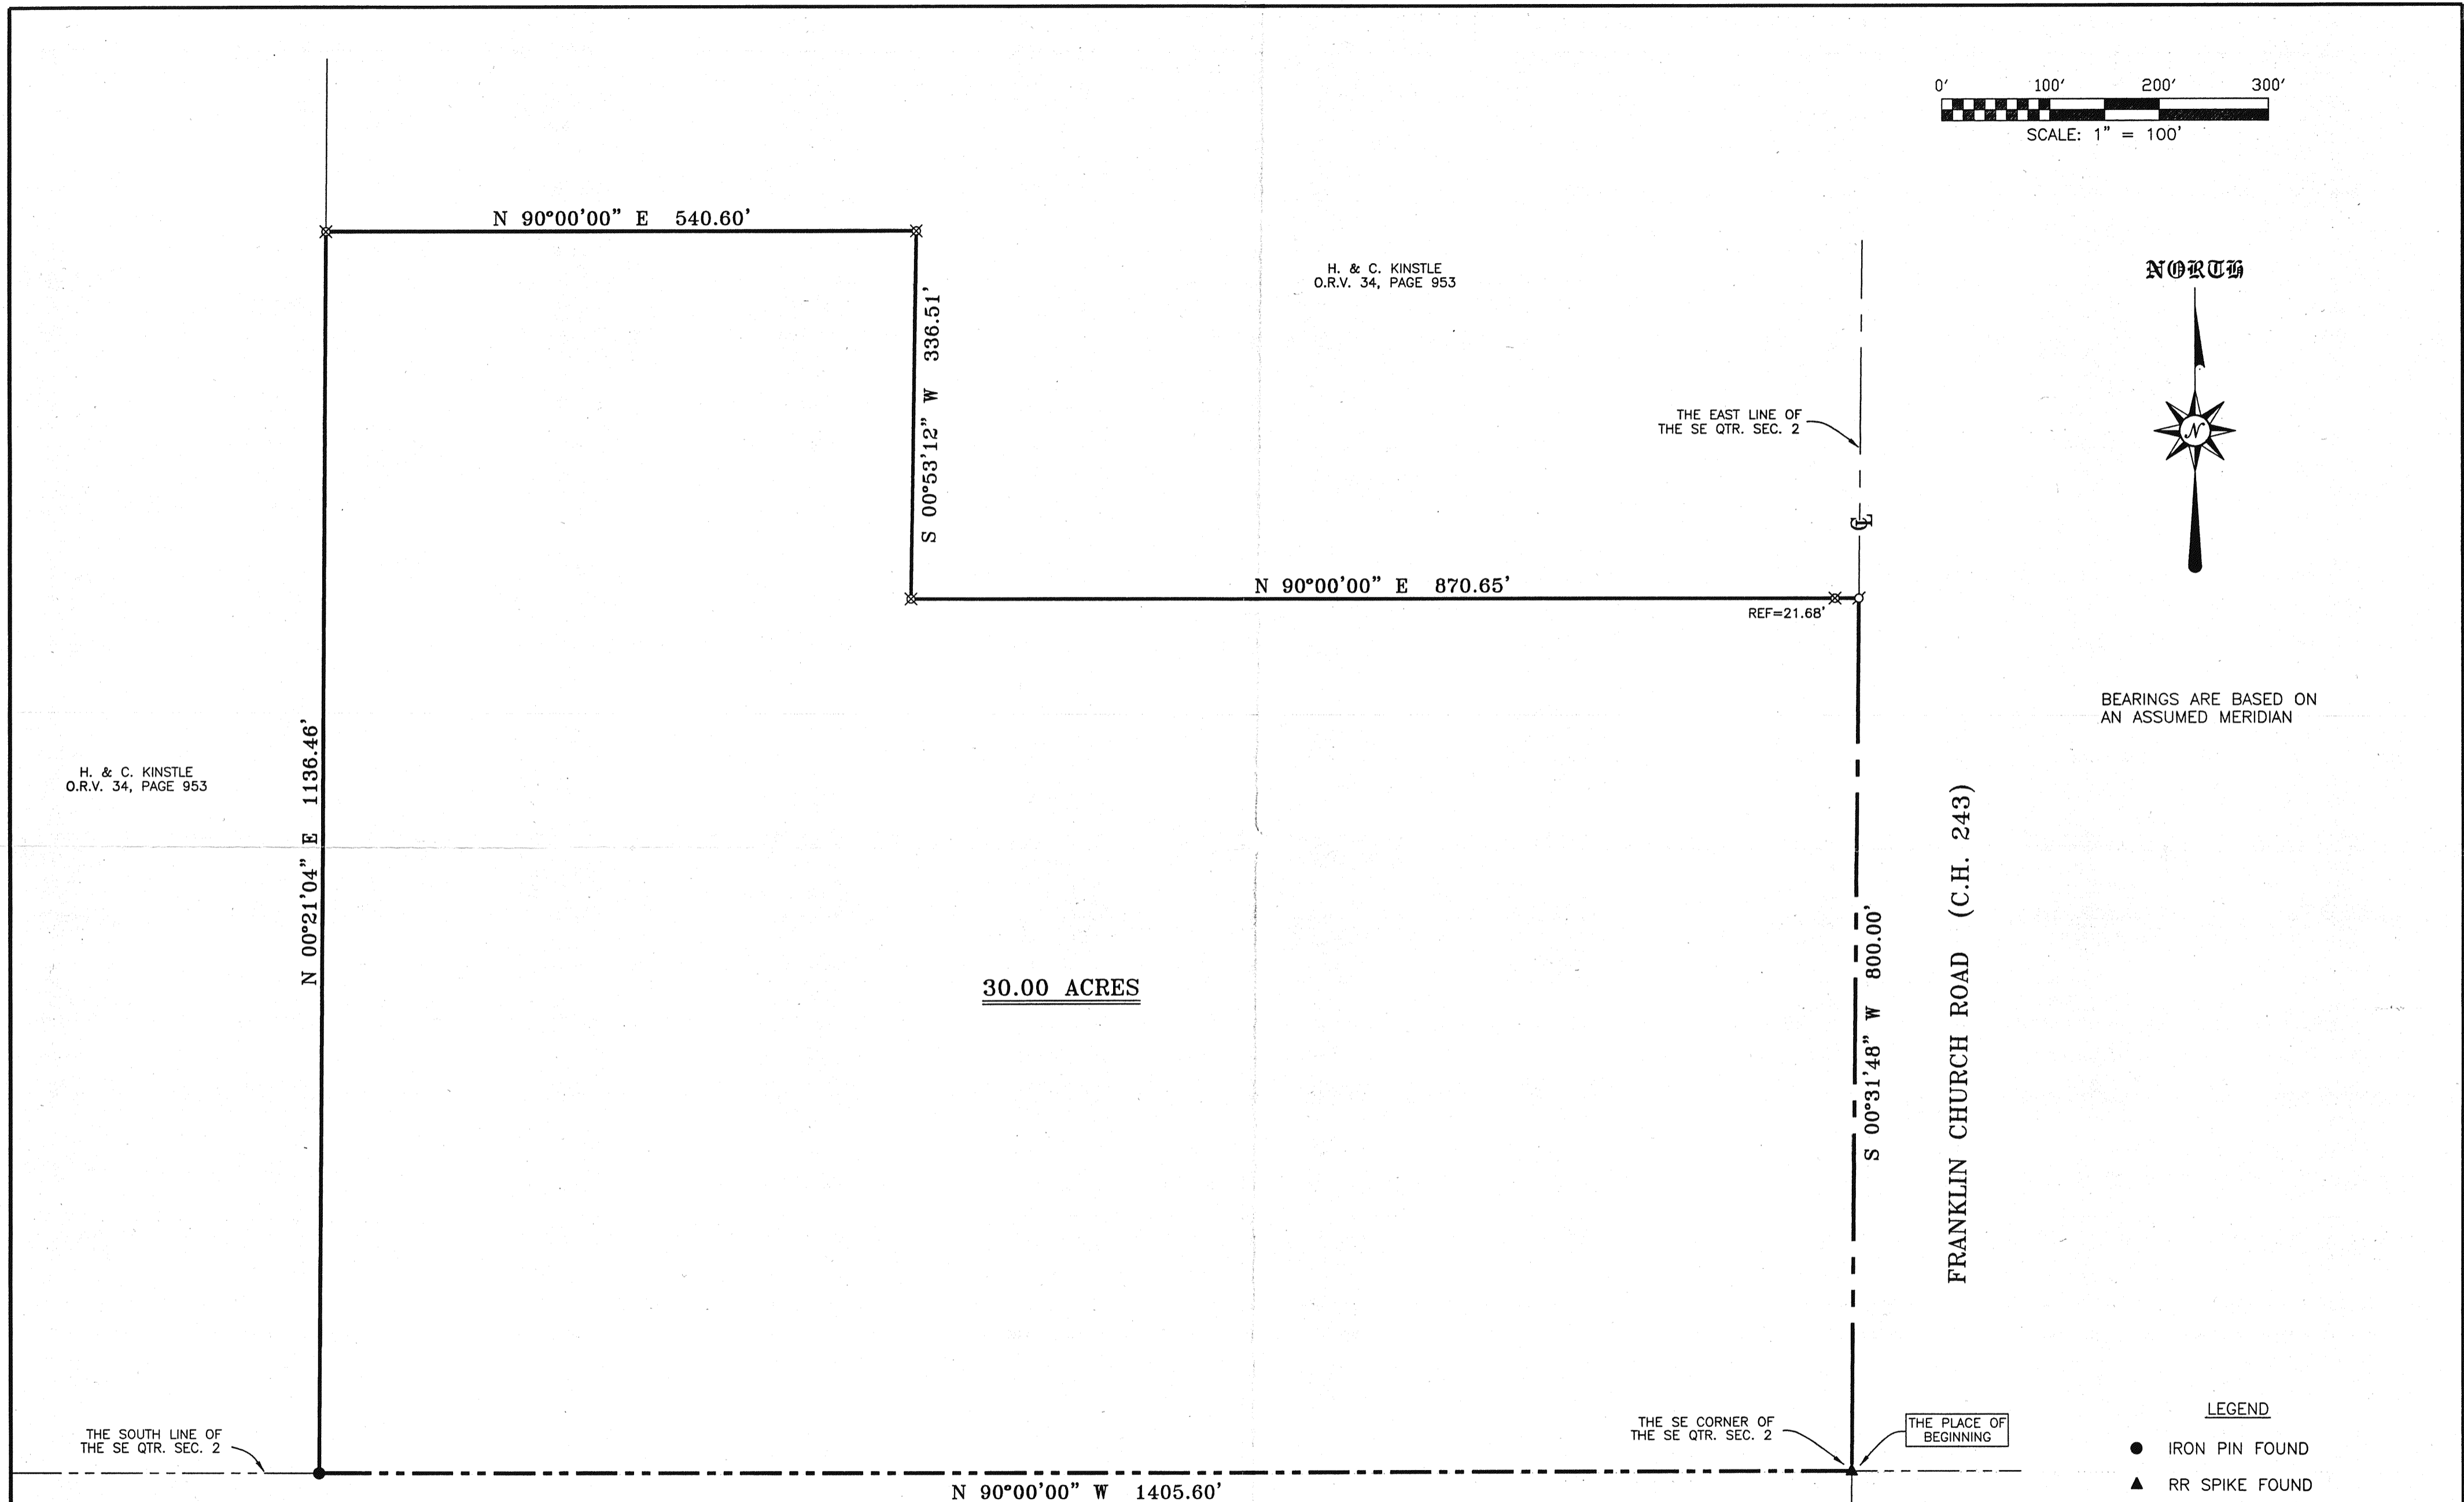 0' 100' 200' 300'
SCALE: 1" = 100'
N 90°00'00" E 540.60'
H. & C. KINSTLE
O.R.V. 34, PAGE 953
NORTH
N
S 00°53'12" W 336.51'
THE EAST LINE OF
THE SE QTR. SEC. 2
CL
N 90°00'00" E 870.65'
REF=21.68'
BEARINGS ARE BASED ON
AN ASSUMED MERIDIAN
H. & C. KINSTLE
O.R.V. 34, PAGE 953
N 00°21'04" E 1136.46'
30.00 ACRES
S 00°31'48" W 800.00'
FRANKLIN CHURCH ROAD (C.H. 243)
THE SOUTH LINE OF
THE SE QTR. SEC. 2
THE SE CORNER OF
THE SE QTR. SEC. 2
THE PLACE OF
BEGINNING
LEGEND
IRON PIN FOUND
RR SPIKE FOUND
N 90°00'00" W 1405.60'